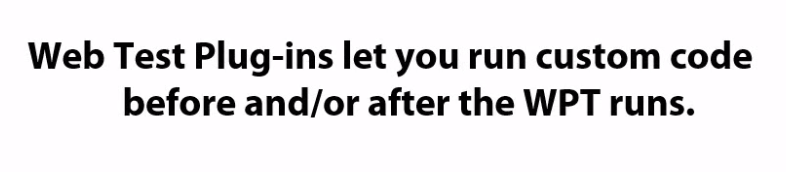 Web Test Plug-ins let you run custom code
before and/or after the WPT runs.